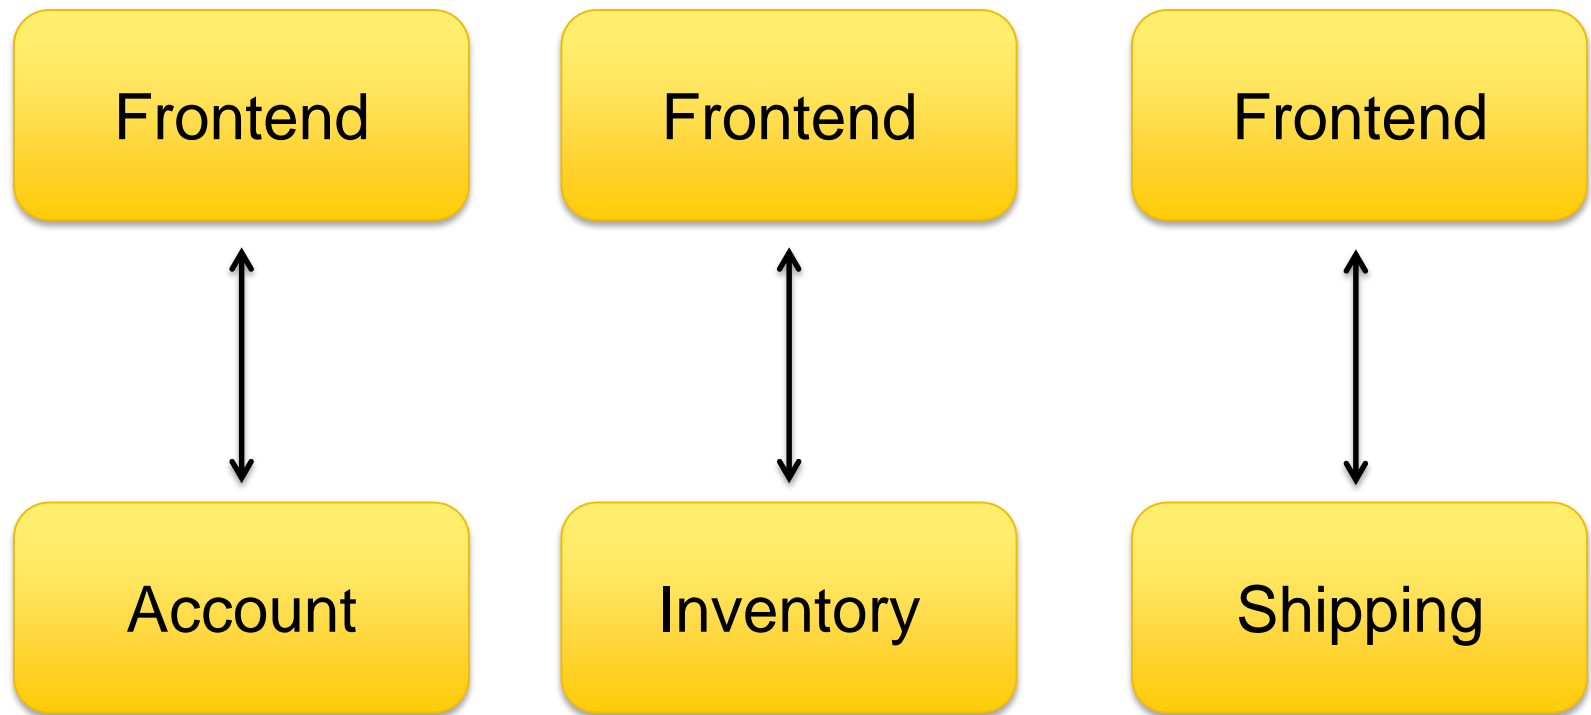 Frontend
Frontend
Frontend
Account
Inventory
Shipping